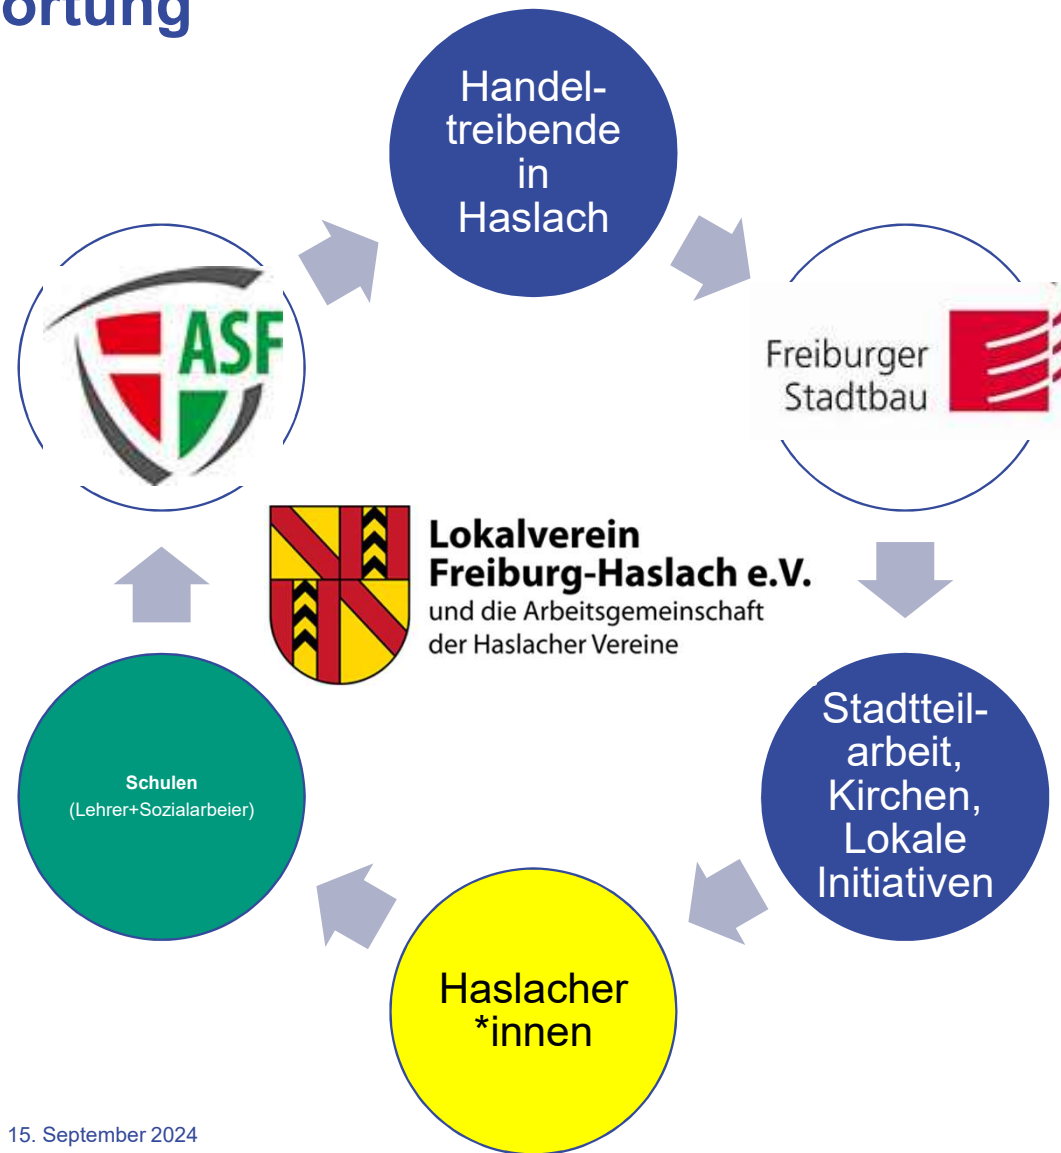 ortung
Handel-
treibende
in
Haslach
ASF
Freiburger
Stadtbau
Lokalverein
Freiburg-Haslach e.V.
und die Arbeitsgemeinschaft
der Haslacher Vereine
Stadtteil-
arbeit,
Kirchen,
Lokale
Initiativen
Schulen
(Lehrer+Sozialarbeier)
Haslacher
*innen
15. September 2024